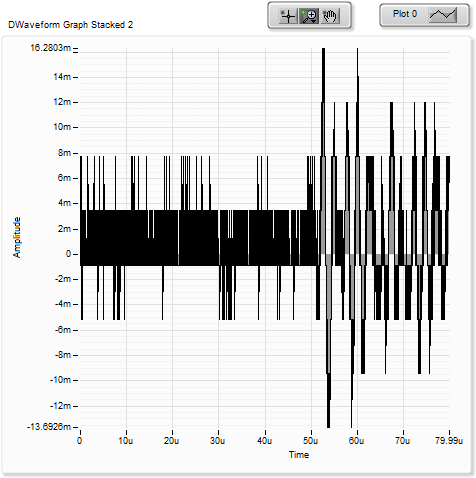 DWaveform Graph Stacked 2
Plot 0
16.2803m
14m
12m
10m
8m
6m
4m
2m
0
-2m
-4m
-6m
-8m
-10m
-12m
-13.6926m
Amplitude
0 10u 20u 30u 40u 50u 60u 70u 79.99u
Time